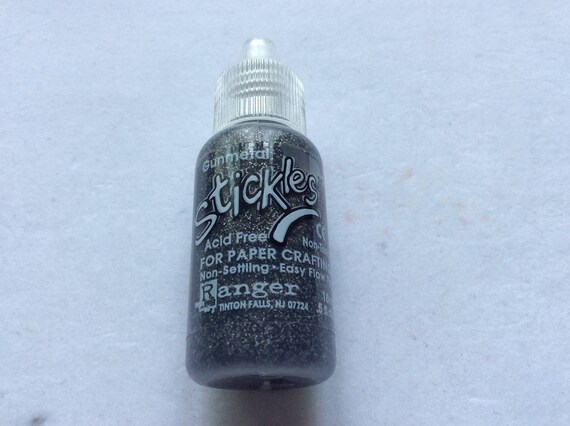 Gunmetal
Stickles
Acid Free
FOR PAPER CRAFTIN
Non-Settling • Easy Flow
Ranger
TINTON FALLS, NJ 07724